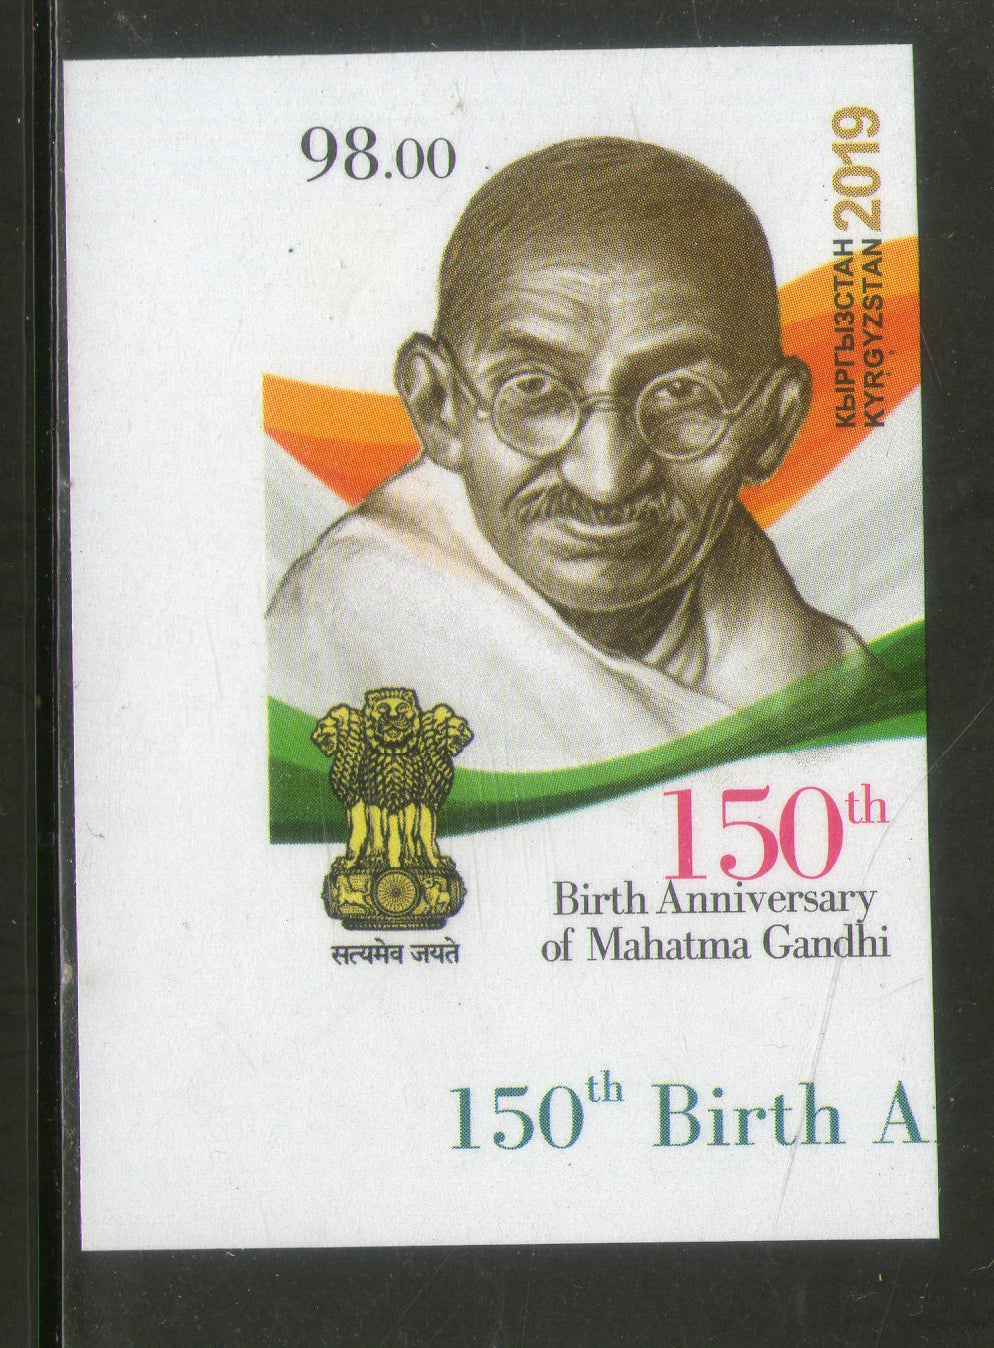 98.00
КЫРГЫЗСТАН
KYRGYZSTAN
2019
150th
Birth Anniversary
of Mahatma Gandhi
सत्यमेव जयते
150th Birth A